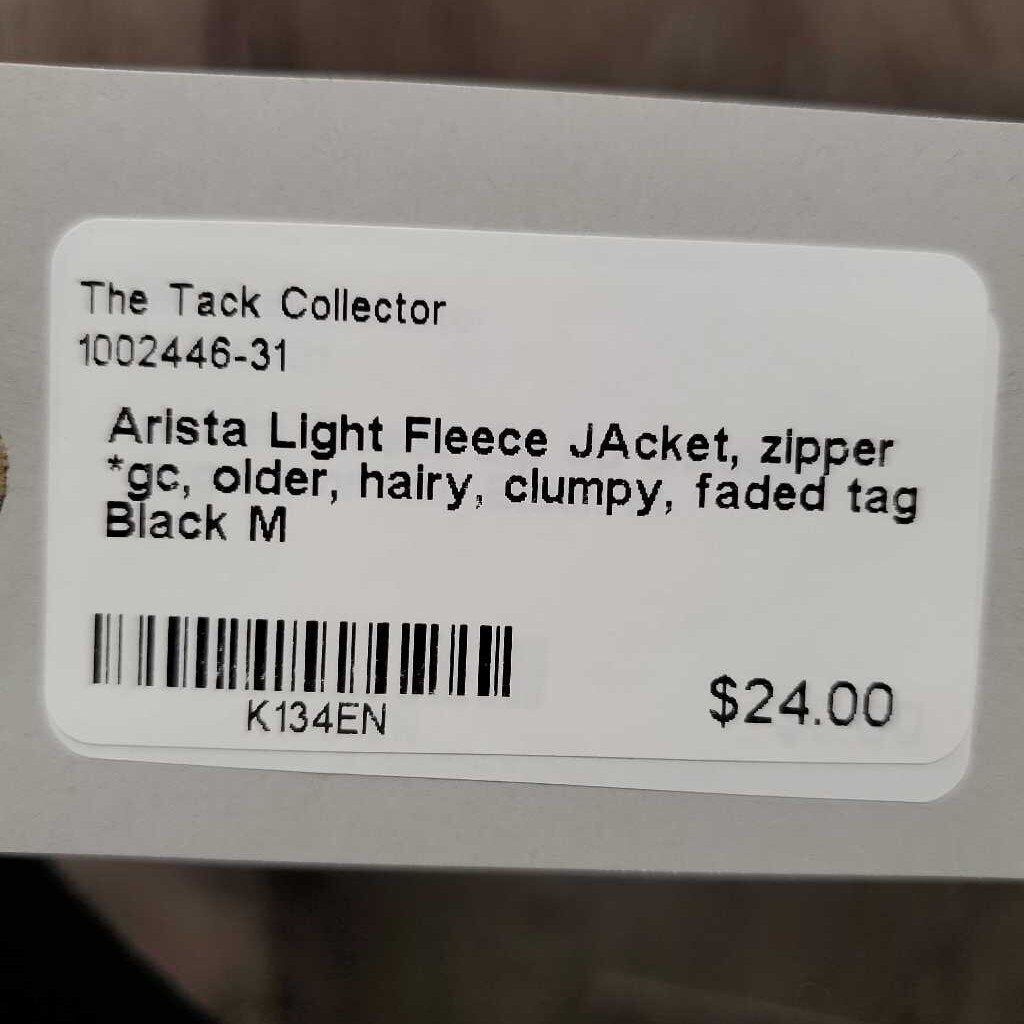 The Tack Collector
1002446-31
Arista Light Fleece JAcket, zipper
*gc, older, hairy, clumpy, faded tag
Black M
K134EN
$24.00